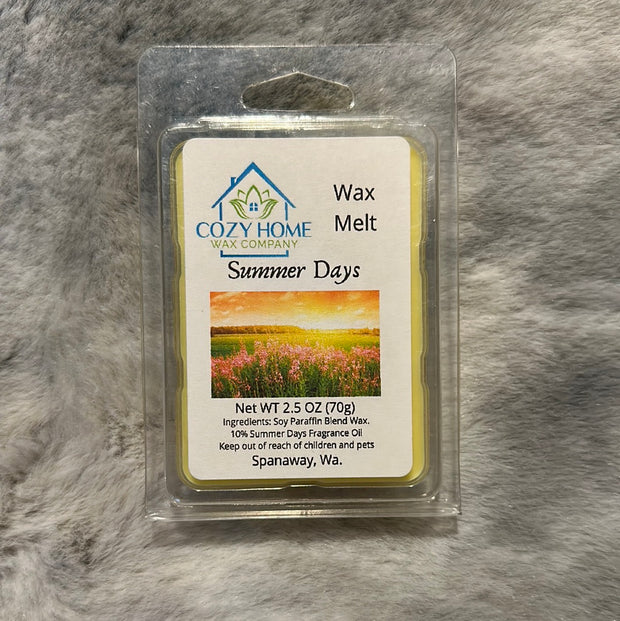 COZY HOME
WAX COMPANY
Wax
Melt
Summer Days
Net WT 2.5 OZ (70g)
Ingredients: Soy Paraffin Blend Wax.
10% Summer Days Fragrance Oil
Keep out of reach of children and pets
Spanaway, Wa.